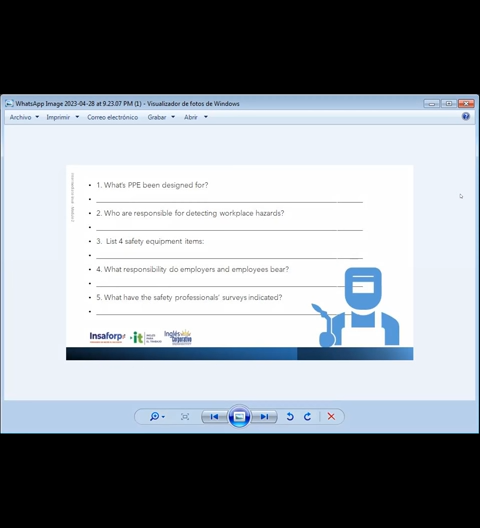 WhatsApp Image 2023-04-28 at 9.23.07 PM (1) - Visualizador de fotos de Windows
Archivo Imprimir Correo electrónico Grabar Abrir
• 1. What's PPE been designed for?
• 2. Who are responsible for detecting workplace hazards?
• 3. List 4 safety equipment items:
• 4. What responsibility do employers and employees bear?
• 5. What have the safety professionals' surveys indicated?
Insaforp
it
Inglés
Corporativo